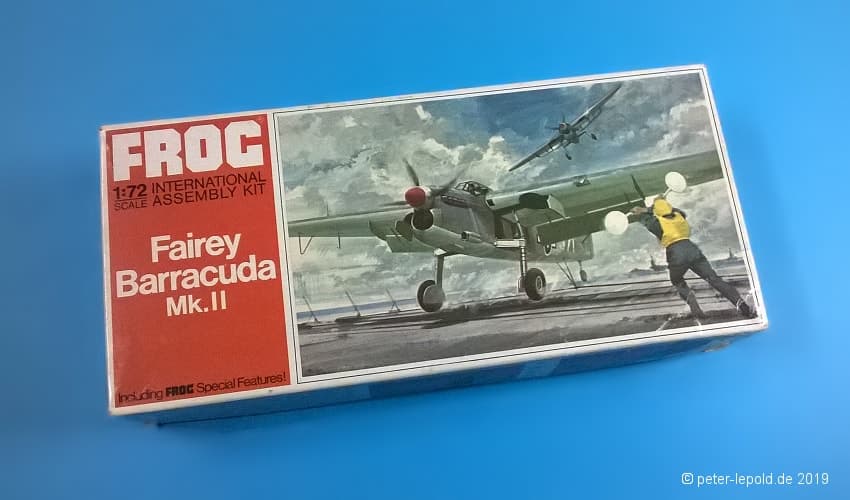 FROG
1:72 INTERNATIONAL
SCALE ASSEMBLY KIT
Fairey
Barracuda
Mk.II
Including FROG Special Features!
© peter-lepold.de 2019